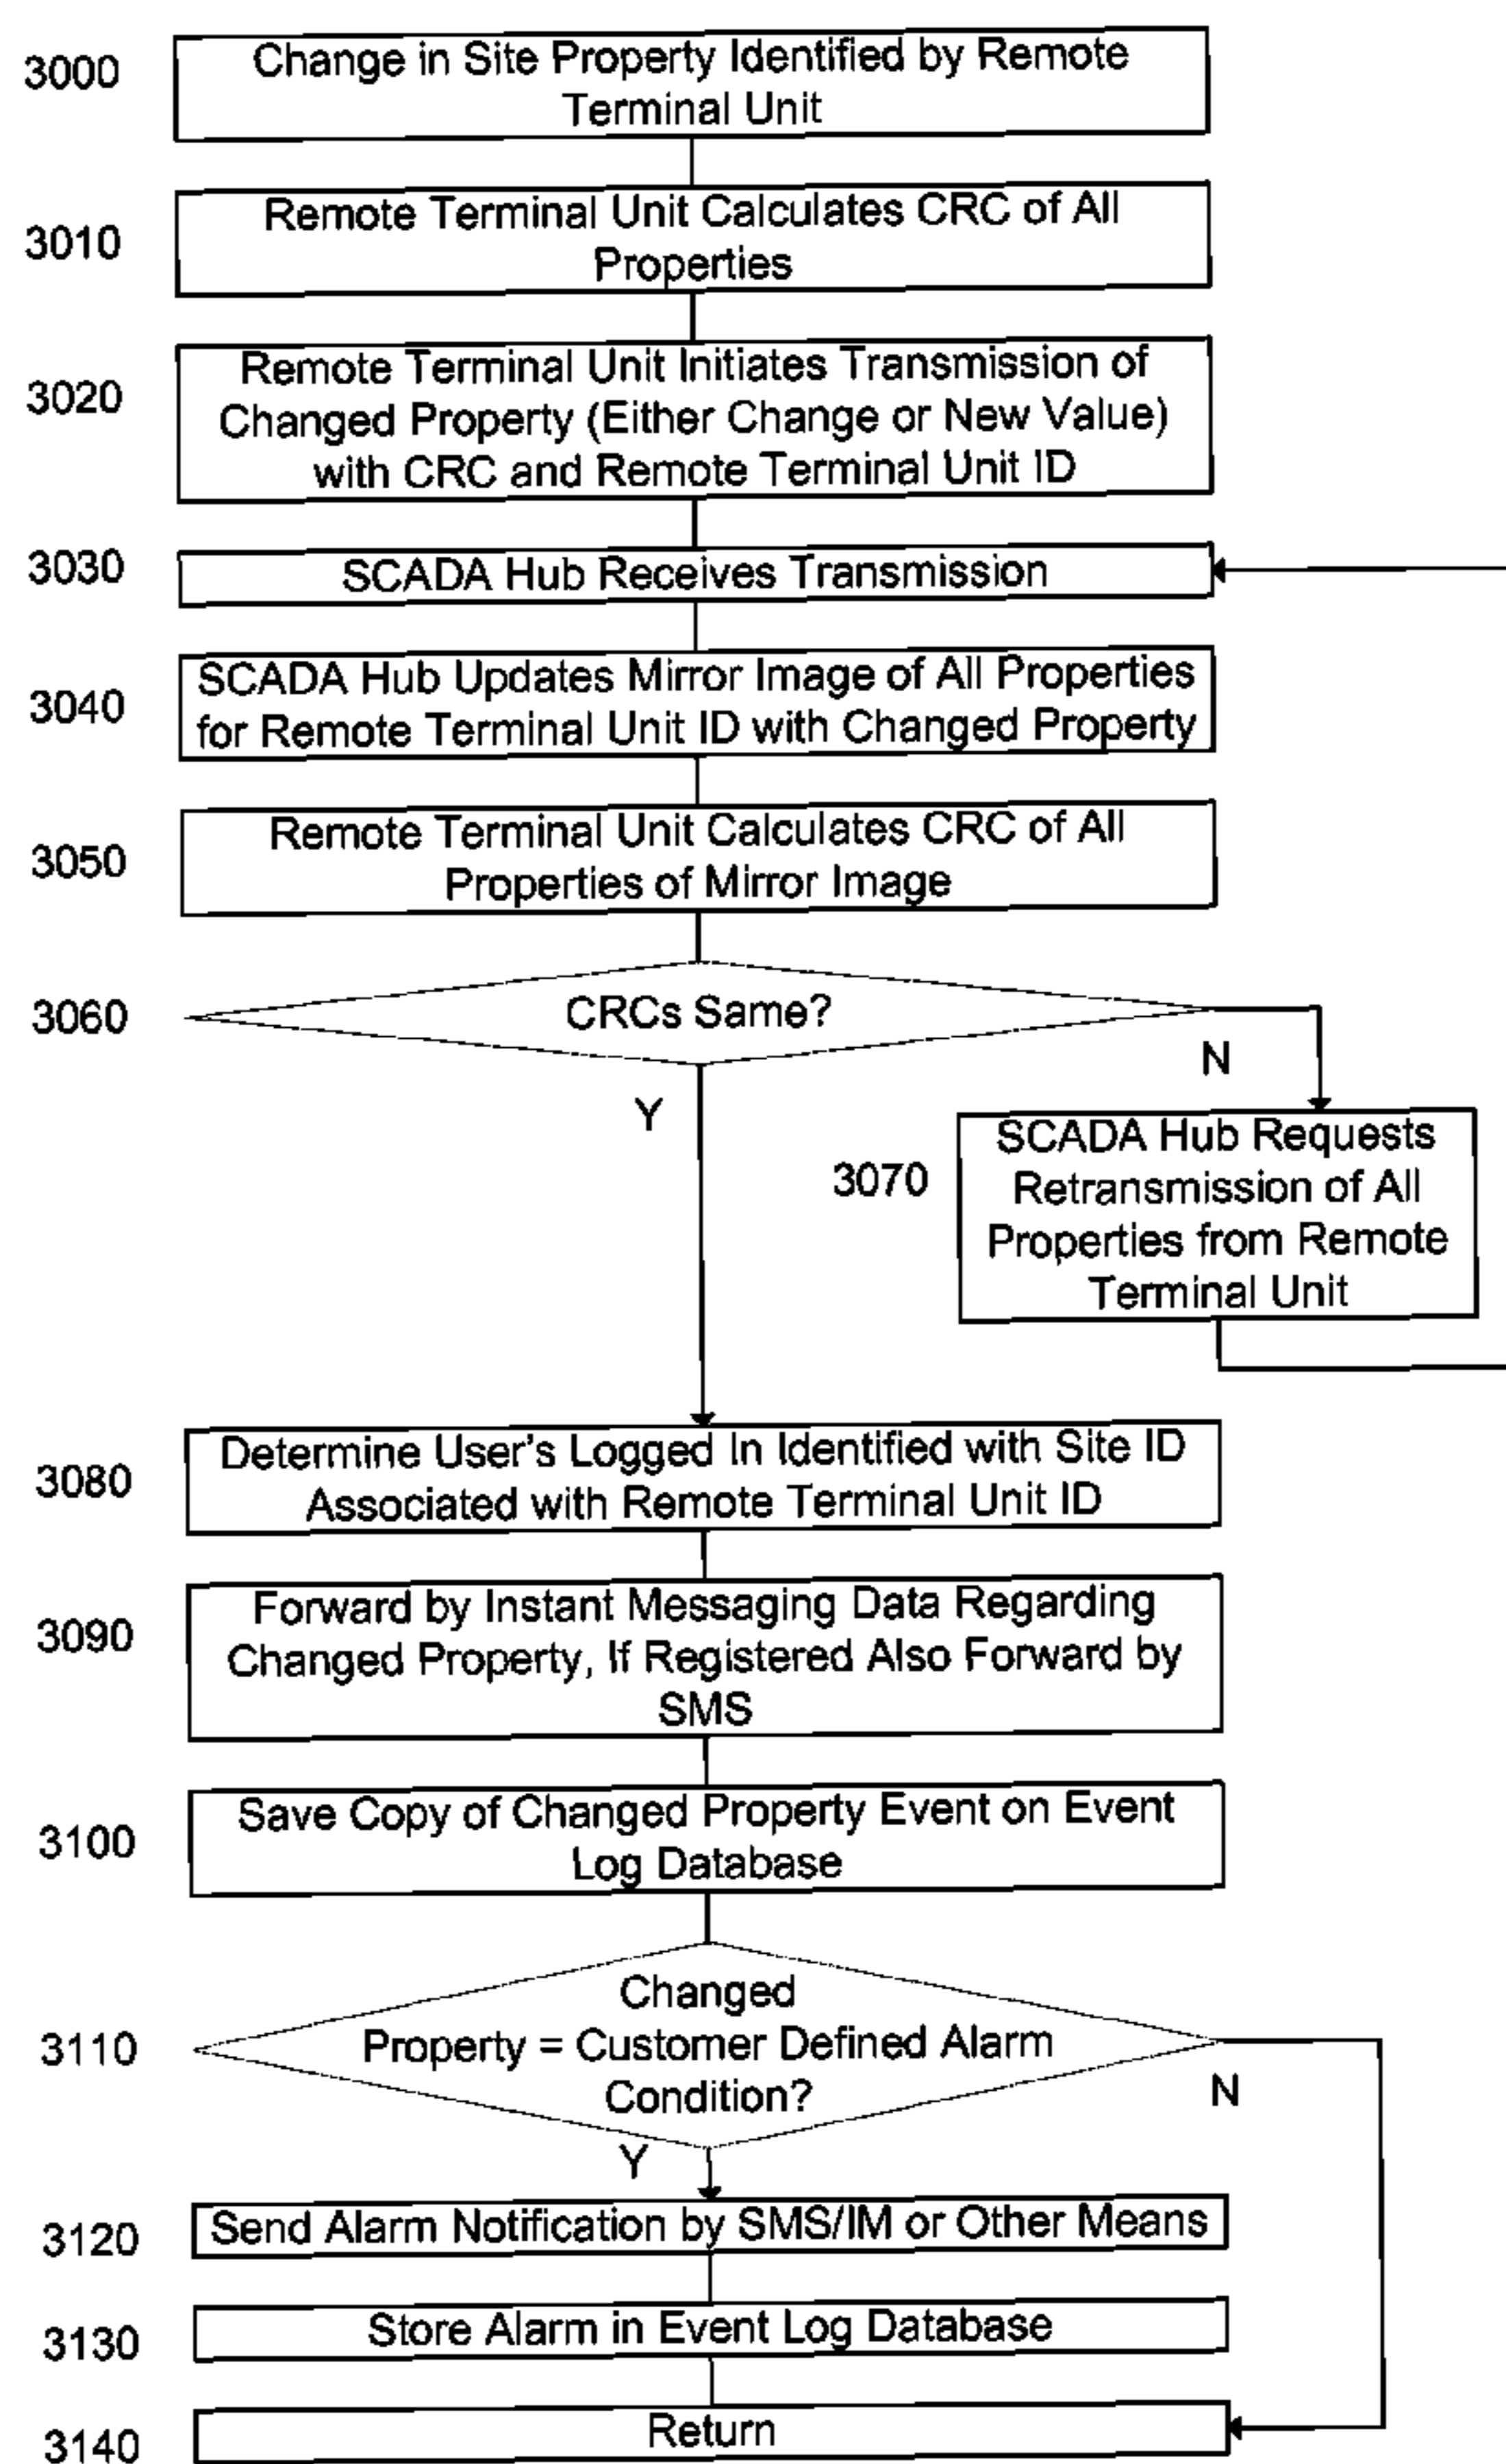 3000
Change in Site Property Identified by Remote
Terminal Unit
3010
Remote Terminal Unit Calculates CRC of All
Properties
3020
Remote Terminal Unit Initiates Transmission of
Changed Property (Either Change or New Value)
with CRC and Remote Terminal Unit ID
3030
SCADA Hub Receives Transmission
3040
SCADA Hub Updates Mirror Image of All Properties
for Remote Terminal Unit ID with Changed Property
3050
Remote Terminal Unit Calculates CRC of All
Properties of Mirror Image
3060
CRCs Same?
N
Y
3070
SCADA Hub Requests
Retransmission of All
Properties from Remote
Terminal Unit
3080
Determine User's Logged In Identified with Site ID
Associated with Remote Terminal Unit ID
3090
Forward by Instant Messaging Data Regarding
Changed Property, If Registered Also Forward by
SMS
3100
Save Copy of Changed Property Event on Event
Log Database
3110
Changed
Property = Customer Defined Alarm
Condition?
N
Y
3120
Send Alarm Notification by SMS/IM or Other Means
3130
Store Alarm in Event Log Database
3140
Return